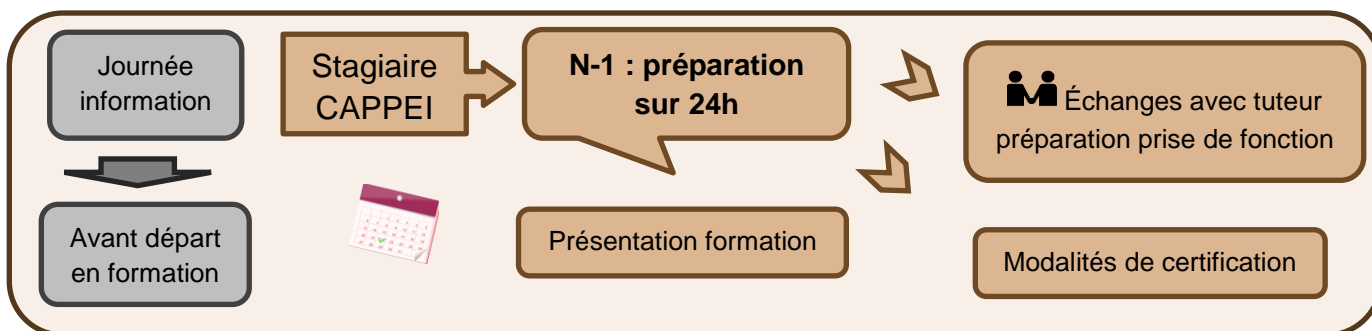 Journée
information
Avant départ
en formation
Stagiaire
CAPPEI
N-1 : préparation
sur 24h
Présentation formation
Échanges avec tuteur
préparation prise de fonction
Modalités de certification